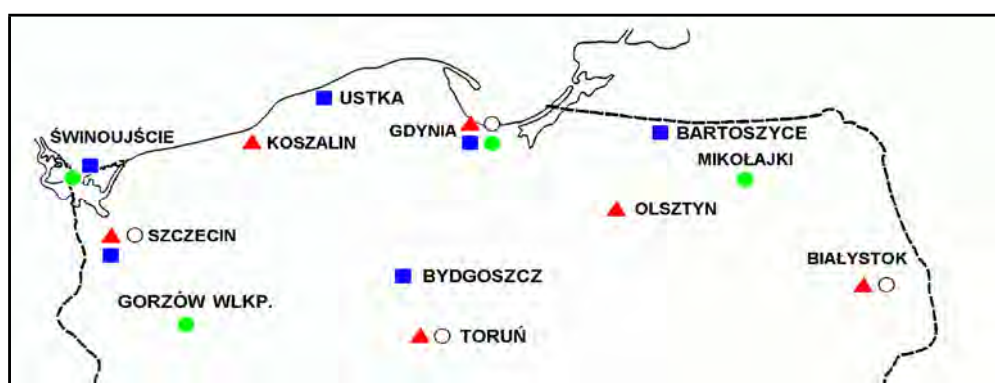 USTKA
ŚWINOUJŚCIE
KOSZALIN
GDYNIA
BARTOSZYCE
MIKOŁAJKI
OLSZTYN
SZCZECIN
BIAŁYSTOK
BYDGOSZCZ
GORZÓW WLKP.
TORUŃ